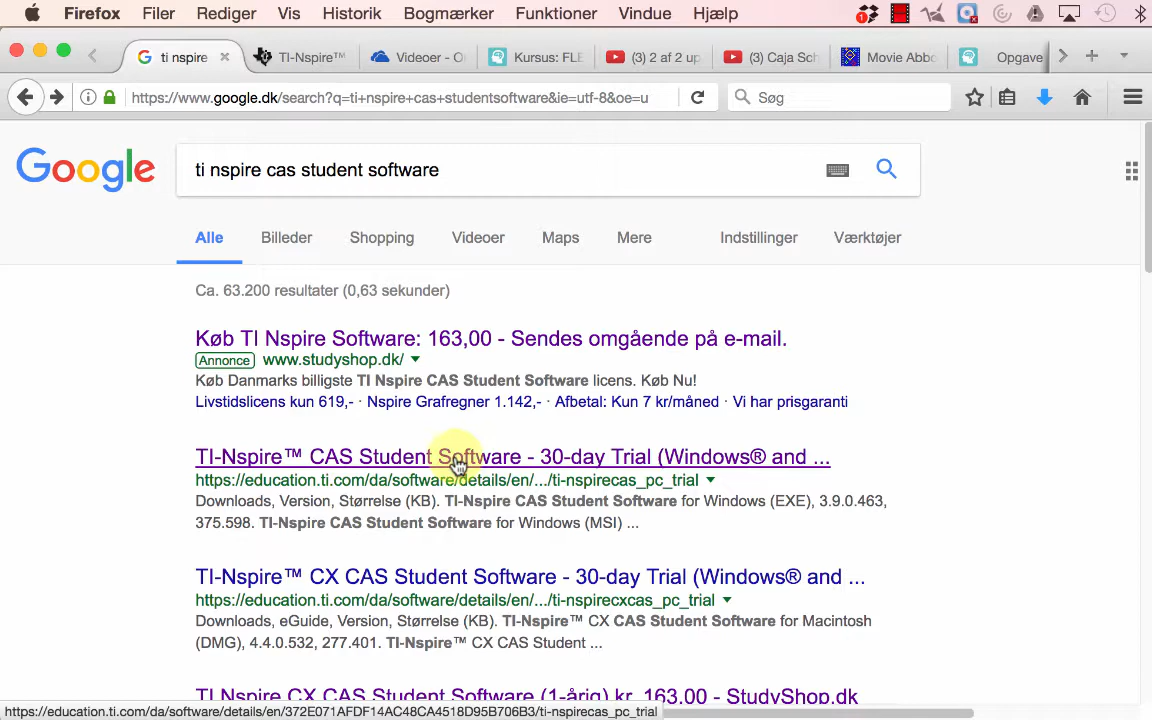 Firefox Filer Rediger Vis Historik Bogmærker Funktioner Vindue Hjælp
ti nspire TI-Nspire™ Videoer - O Kursus: FLE (3) 2 af 2 up (3) Caja Sch Movie Abbo Opgave
https://www.google.dk/search?q=ti+nspire+cas+studentsoftware&ie=utf-8&oe=u Søg
Google ti nspire cas student software
Alle Billeder Shopping Videoer Maps Mere Indstillinger Værktøjer
Ca. 63.200 resultater (0,63 sekunder)
Køb TI Nspire Software: 163,00 - Sendes omgående på e-mail.
Annonce www.studyshop.dk/
Køb Danmarks billigste TI Nspire CAS Student Software licens. Køb Nu!
Livstidslicens kun 619,- · Nspire Grafregner 1.142,- · Afbetal: Kun 7 kr/måned · Vi har prisgaranti
TI-Nspire™ CAS Student Software - 30-day Trial (Windows® and ...
https://education.ti.com/da/software/details/en/.../ti-nspirecas_pc_trial
Downloads, Version, Størrelse (KB). TI-Nspire CAS Student Software for Windows (EXE), 3.9.0.463,
375.598. TI-Nspire CAS Student Software for Windows (MSI) ...
TI-Nspire™ CX CAS Student Software - 30-day Trial (Windows® and ...
https://education.ti.com/da/software/details/en/.../ti-nspirecxcas_pc_trial
Downloads, eGuide, Version, Størrelse (KB). TI-Nspire™ CX CAS Student Software for Macintosh
(DMG), 4.4.0.532, 277.401. TI-Nspire™ CX CAS Student ...
TI Nspire CX CAS Student Software (1-årig) kr. 163,00 - StudyShop.dk
https://education.ti.com/da/software/details/en/372E071AFDF14AC48CA4518D95B706B3/ti-nspirecas_pc_trial